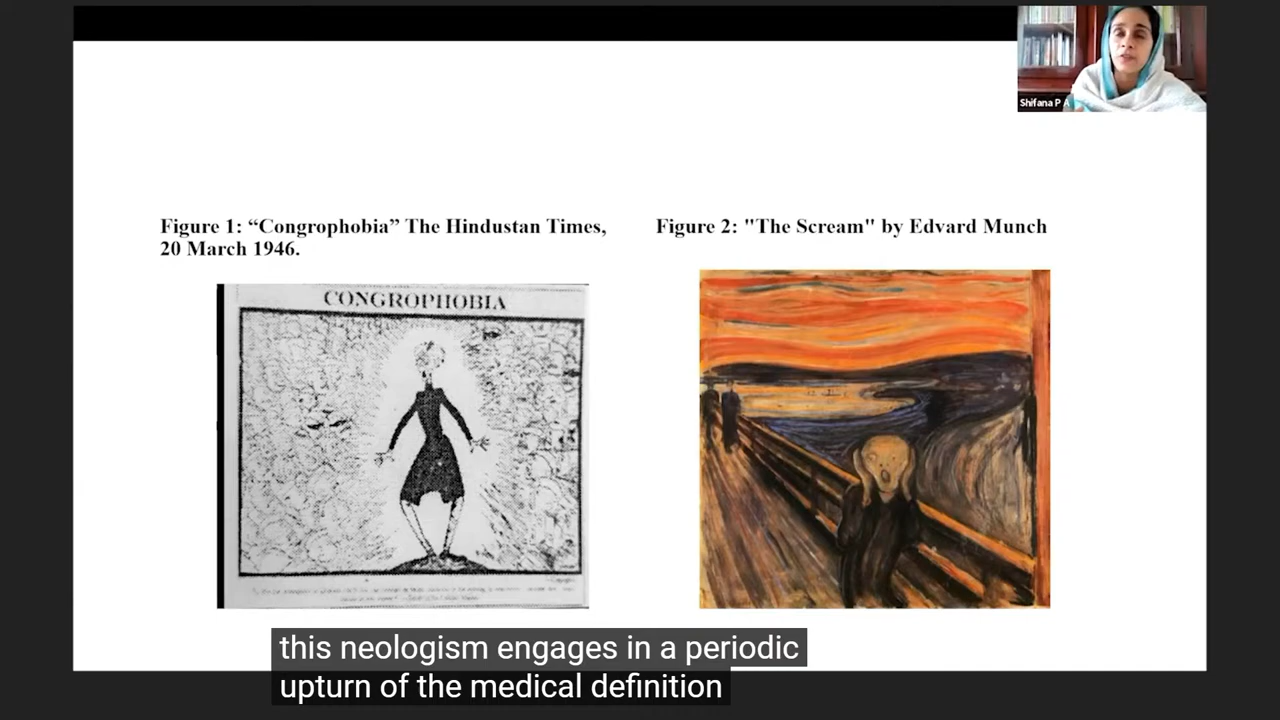 Shifana P A
Figure 1: “Congrophobia” The Hindustan Times,
20 March 1946.
Figure 2: "The Scream" by Edvard Munch
CONGROPHOBIA
this neologism engages in a periodic
upturn of the medical definition